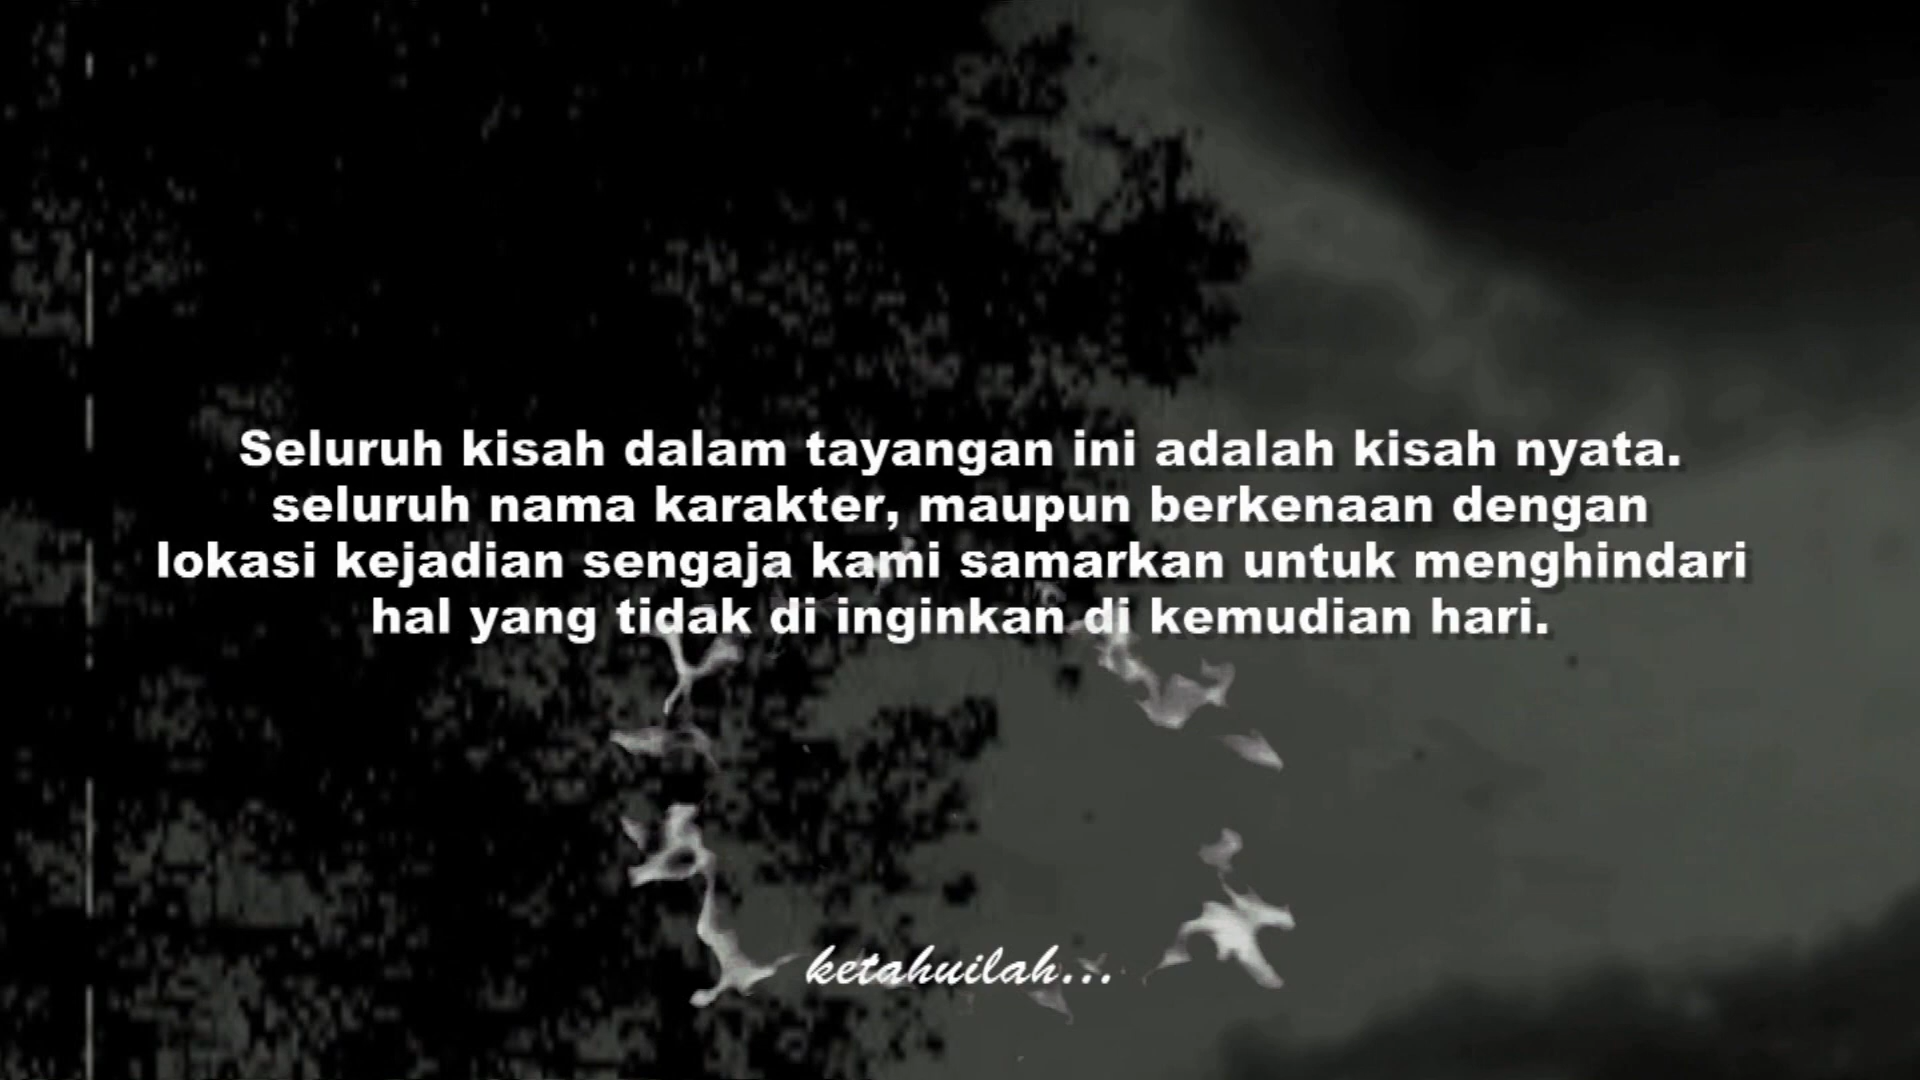 Seluruh kisah dalam tayangan ini adalah kisah nyata.
seluruh nama karakter, maupun berkenaan dengan
lokasi kejadian sengaja kami samarkan untuk menghindari
hal yang tidak di inginkan di kemudian hari.
ketahuilah...